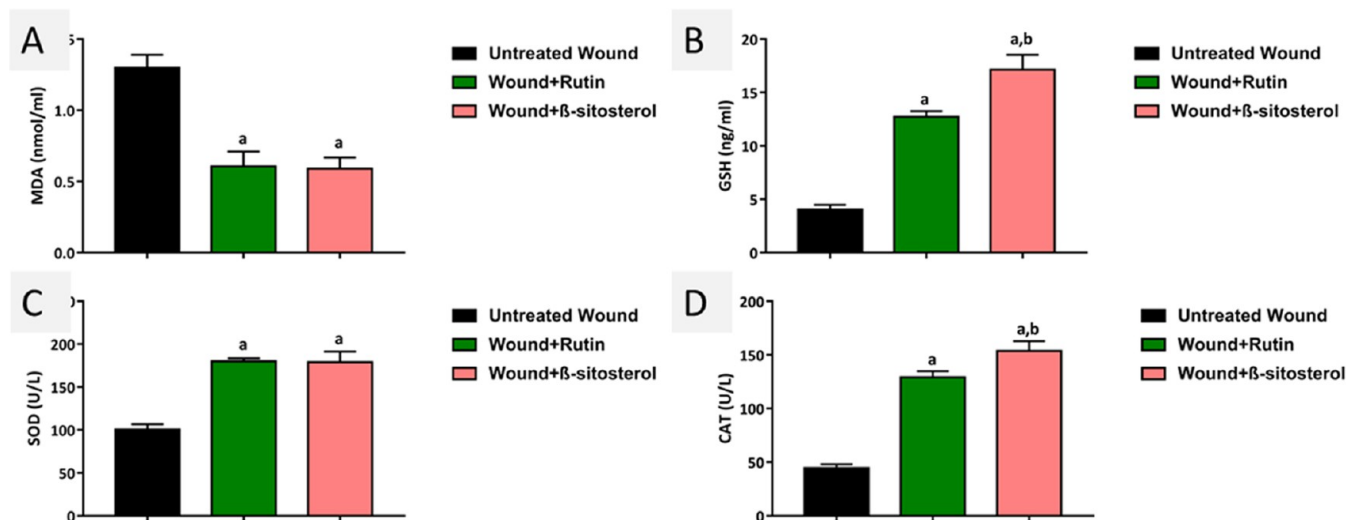 A
5
1.0
0.5
0.0
MDA (nmol/ml)
a
a
Untreated Wound
Wound+Rutin
Wound+ß-sitosterol
B
20
15
10
5
0
GSH (ng/ml)
a
a,b
Untreated Wound
Wound+Rutin
Wound+ß-sitosterol
C
0
200
150
100
50
0
SOD (U/L)
a
a
Untreated Wound
Wound+Rutin
Wound+ß-sitosterol
D
200
150
100
50
0
CAT (U/L)
a
a,b
Untreated Wound
Wound+Rutin
Wound+ß-sitosterol